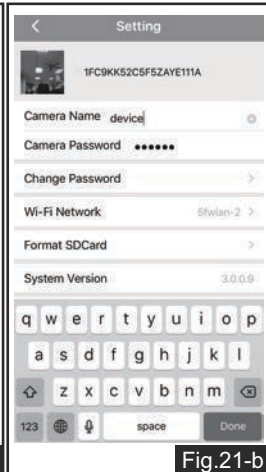 Setting
1FC9KK52C5F5ZAYE111A
Camera Name device
Camera Password ●●●●●●
Change Password
Wi-Fi Network 5fwlan-2
Format SDCard
System Version 3.0.0.9
q w e r t y u i o p
a s d f g h j k l
z x c v b n m
123 space Done
Fig.21-b